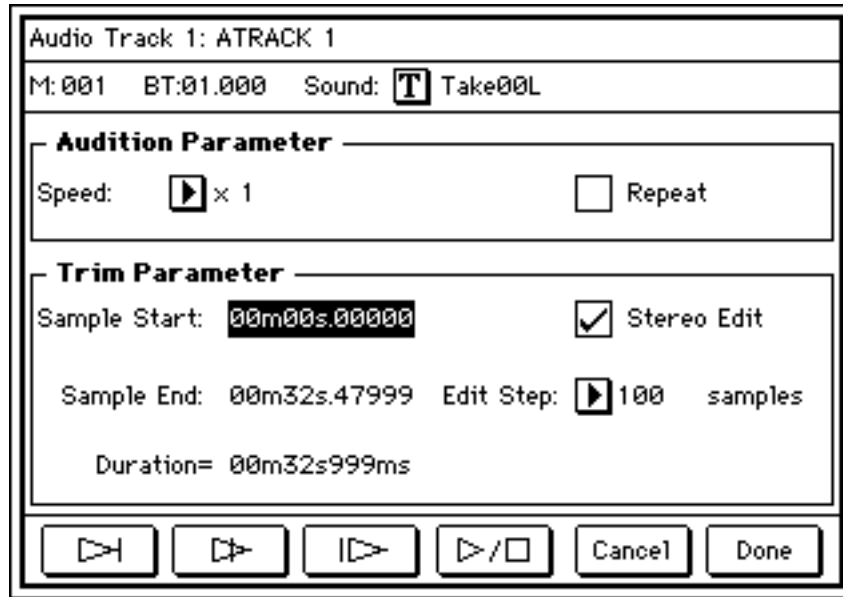 Audio Track 1: ATRACK 1
M:001 BT:01.000 Sound: T Take00L
Audition Parameter
Speed: x 1 Repeat
Trim Parameter
Sample Start: 00m00s.00000 Stereo Edit
Sample End: 00m32s.47999 Edit Step: 100 samples
Duration= 00m32s999ms
Cancel Done